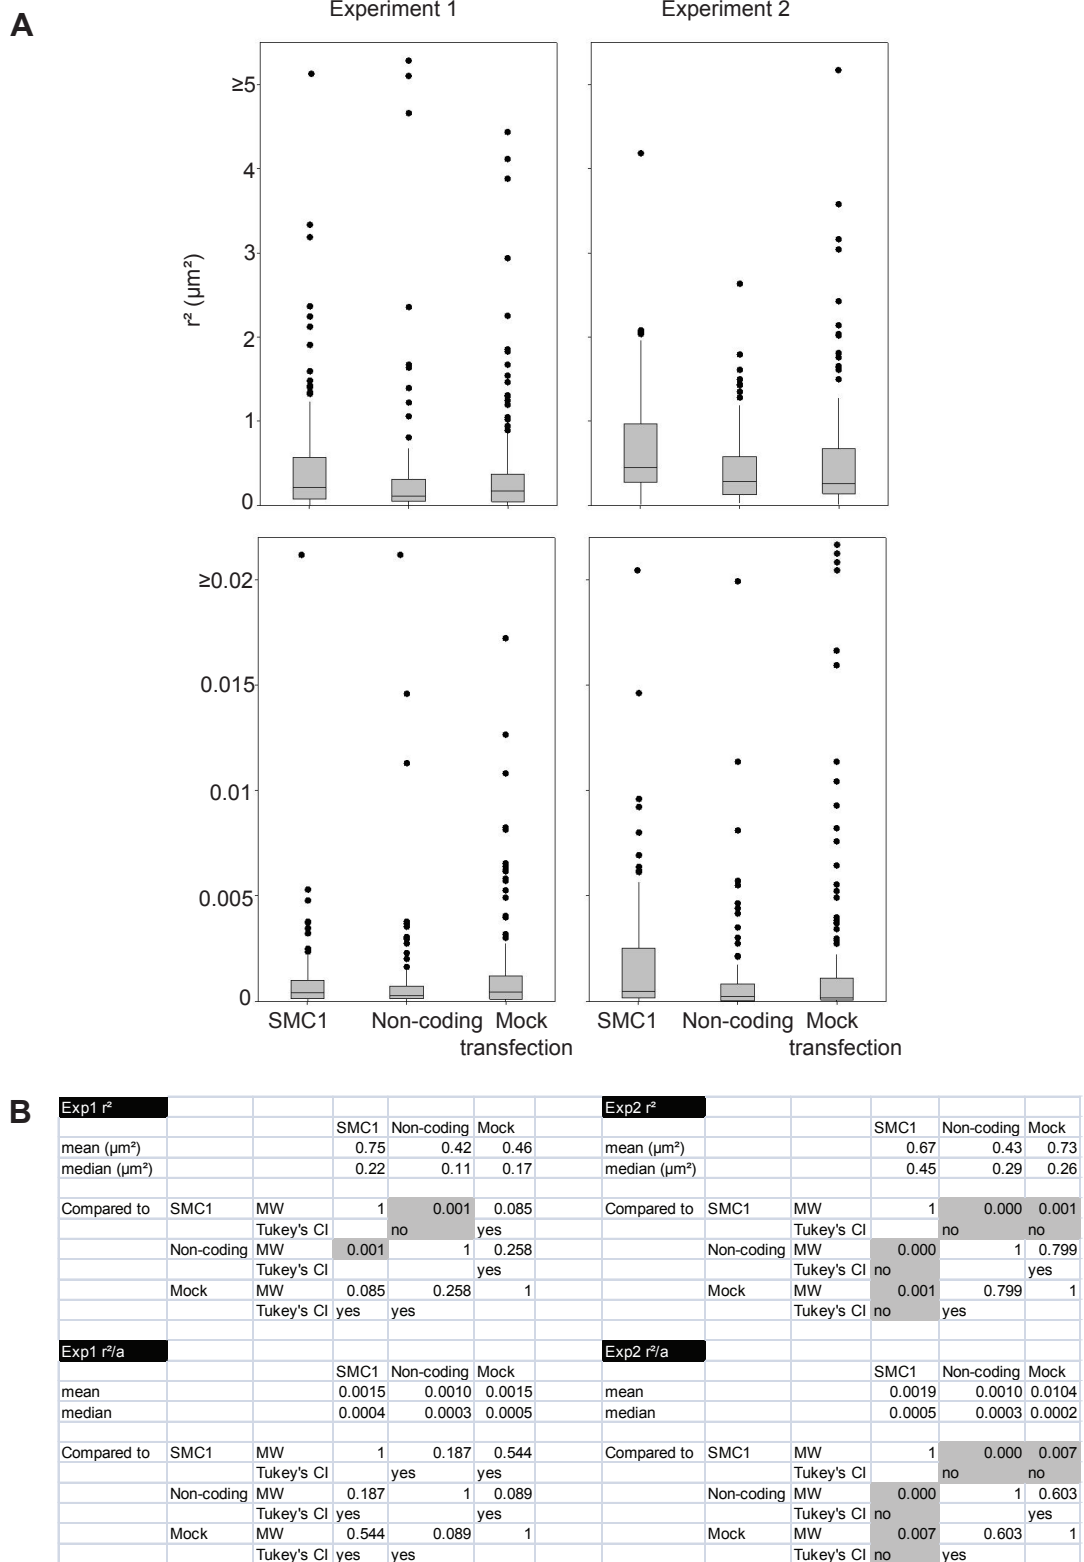 A
Experiment 1 Experiment 2
≥5
4
3
2
1
0
r² (µm²)
≥0.02
0.015
0.01
0.005
0
SMC1 Non-coding Mock SMC1 Non-coding Mock
transfection transfection
B
Exp1 r²
SMC1 Non-coding Mock
mean (µm²) 0.75 0.42 0.46
median (µm²) 0.22 0.11 0.17
Compared to SMC1 MW 1 0.001 0.085
Tukey's CI no yes
Non-coding MW 0.001 1 0.258
Tukey's CI yes
Mock MW 0.085 0.258 1
Tukey's CI yes yes
Exp2 r²
SMC1 Non-coding Mock
mean (µm²) 0.67 0.43 0.73
median (µm²) 0.45 0.29 0.26
Compared to SMC1 MW 1 0.000 0.001
Tukey's CI no no
Non-coding MW 0.000 1 0.799
Tukey's CI no yes
Mock MW 0.001 0.799 1
Tukey's CI no yes
Exp1 r²/a
SMC1 Non-coding Mock
mean 0.0015 0.0010 0.0015
median 0.0004 0.0003 0.0005
Compared to SMC1 MW 1 0.187 0.544
Tukey's CI yes yes
Non-coding MW 0.187 1 0.089
Tukey's CI yes yes
Mock MW 0.544 0.089 1
Tukey's CI yes yes
Exp2 r²/a
SMC1 Non-coding Mock
mean 0.0019 0.0010 0.0104
median 0.0005 0.0003 0.0002
Compared to SMC1 MW 1 0.000 0.007
Tukey's CI no no
Non-coding MW 0.000 1 0.603
Tukey's CI no yes
Mock MW 0.007 0.603 1
Tukey's CI no yes